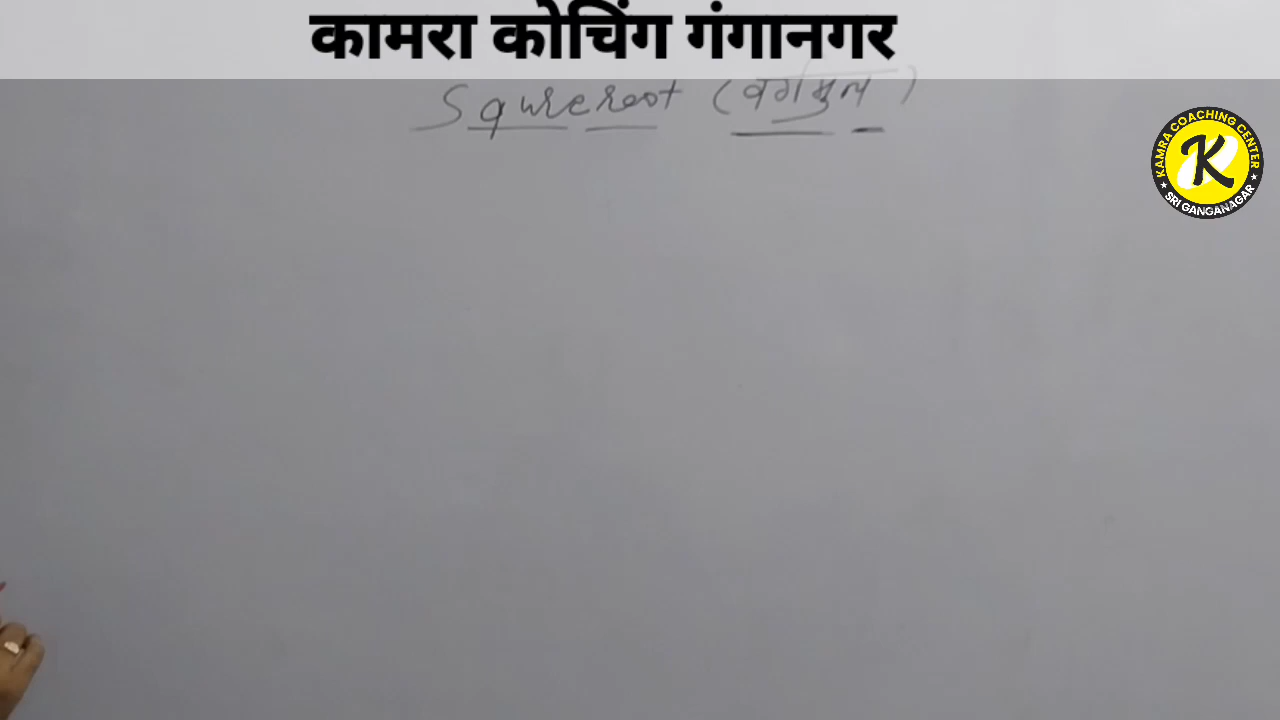 कामरा कोचिंग गंगानगर
Squreroot (वर्गमुल)
KAMRA COACHING CENTER
K
SRI GANGANAGAR